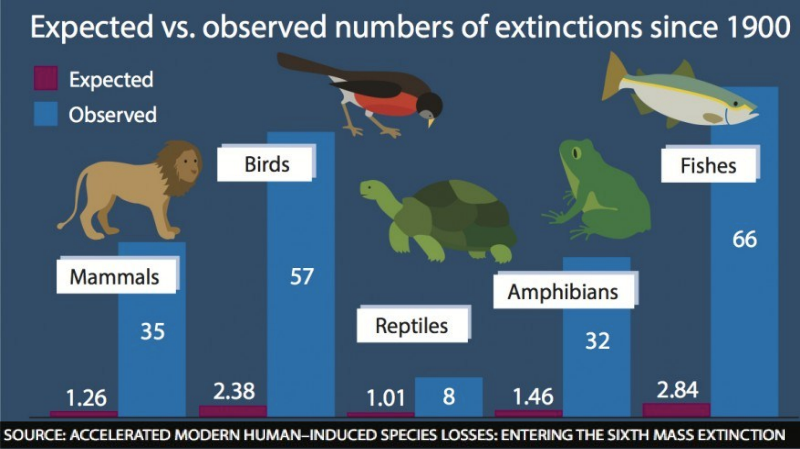 Expected vs. observed numbers of extinctions since 1900
Expected
Observed
Mammals
1.26
35
Birds
2.38
57
Reptiles
1.01
8
Amphibians
1.46
32
Fishes
2.84
66
SOURCE: ACCELERATED MODERN HUMAN–INDUCED SPECIES LOSSES: ENTERING THE SIXTH MASS EXTINCTION